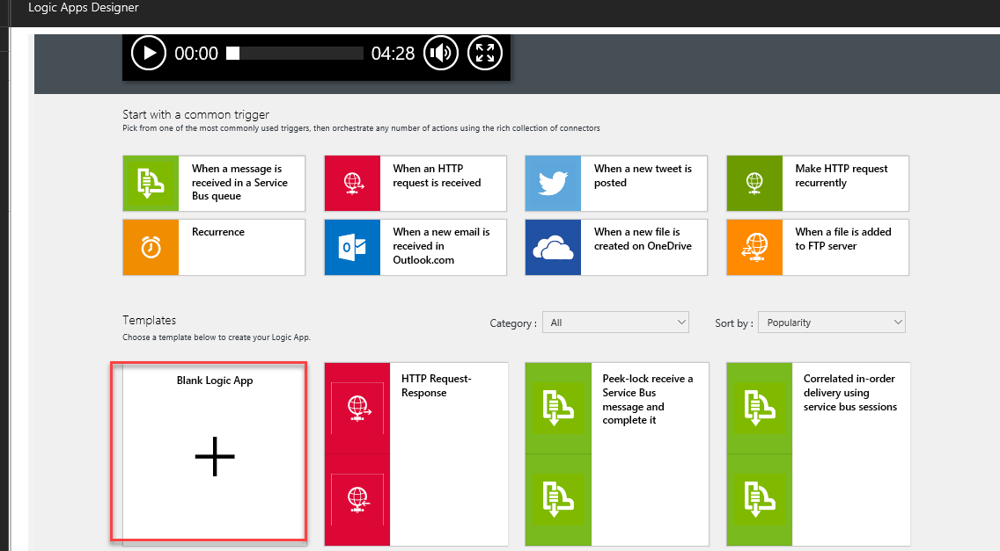 Logic Apps Designer
00:00 04:28
Start with a common trigger
Pick from one of the most commonly used triggers, then orchestrate any number of actions using the rich collection of connectors
When a message is
received in a Service
Bus queue
When an HTTP
request is received
When a new tweet is
posted
Make HTTP request
recurrently
Recurrence
When a new email is
received in
Outlook.com
When a new file is
created on OneDrive
When a file is added
to FTP server
Templates
Choose a template below to create your Logic App.
Category : All
Sort by : Popularity
Blank Logic App
HTTP Request-
Response
Peek-lock receive a
Service Bus
message and
complete it
Correlated in-order
delivery using
service bus sessions